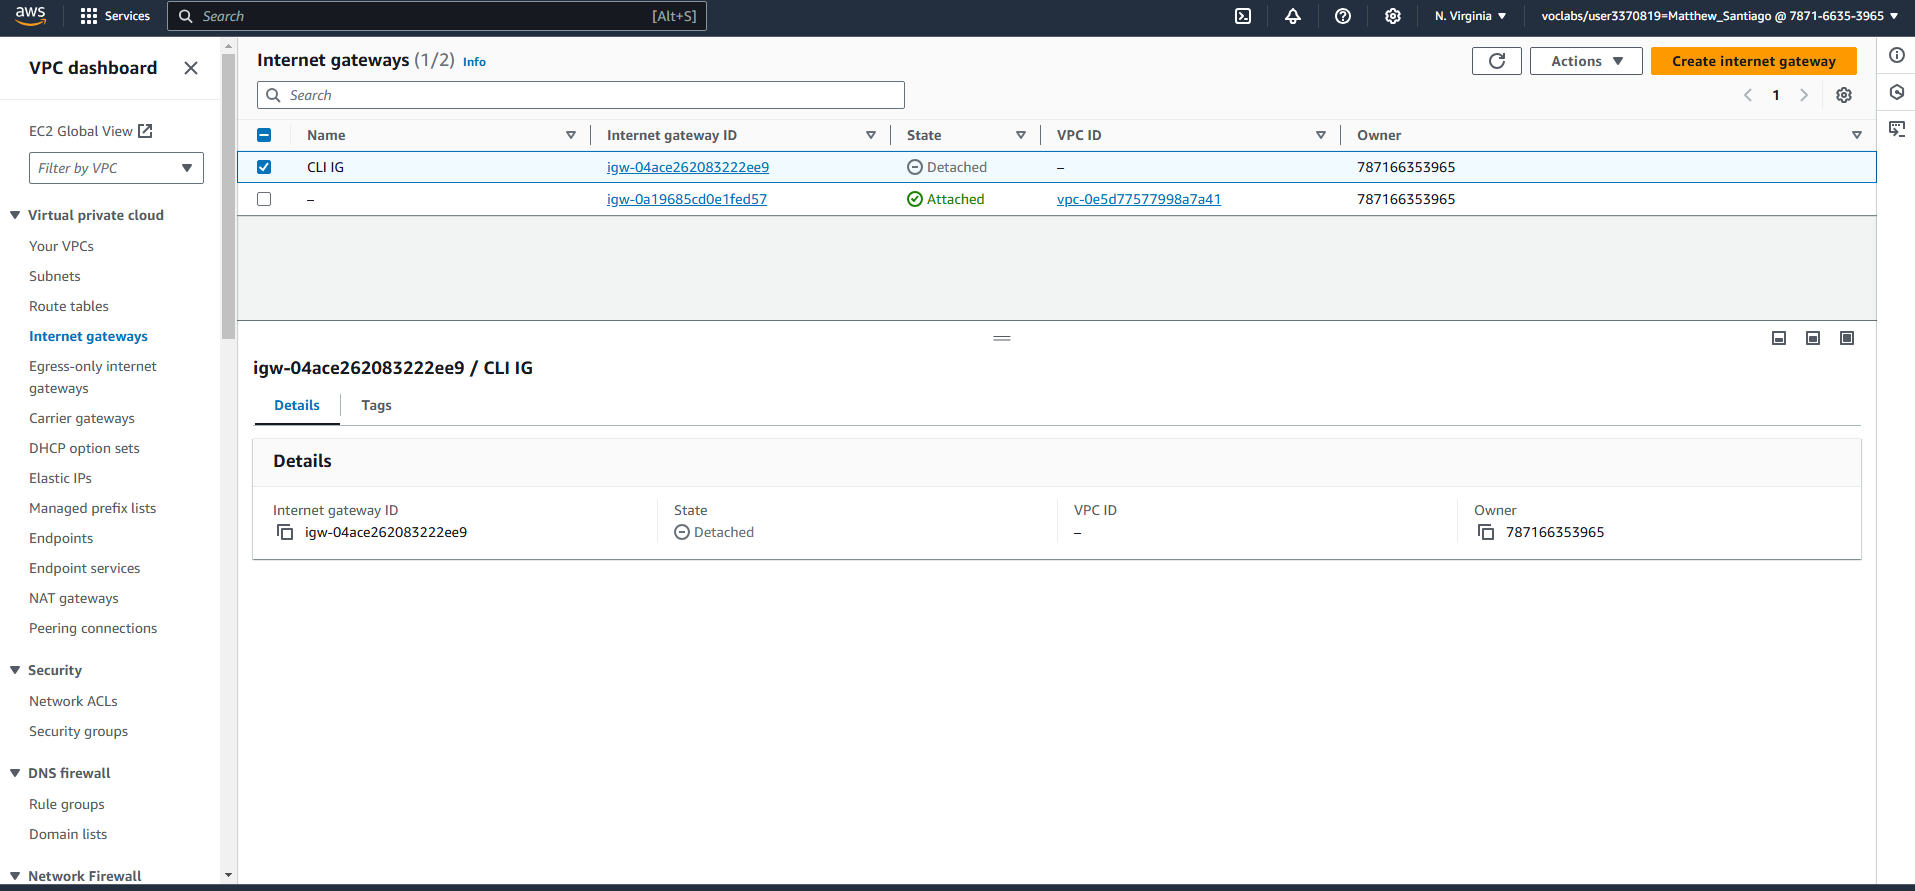 aws Services Search [Alt+S] N. Virginia voclabs/user3370819=Matthew_Santiago @ 7871-6635-3965
VPC dashboard
EC2 Global View
Filter by VPC
Virtual private cloud
Your VPCs
Subnets
Route tables
Internet gateways
Egress-only internet
gateways
Carrier gateways
DHCP option sets
Elastic IPs
Managed prefix lists
Endpoints
Endpoint services
NAT gateways
Peering connections
Security
Network ACLs
Security groups
DNS firewall
Rule groups
Domain lists
Network Firewall
Internet gateways (1/2) Info
Actions
Create internet gateway
Search
1
Name Internet gateway ID State VPC ID Owner
CLI IG igw-04ace262083222ee9 Detached – 787166353965
– igw-0a19685cd0e1fed57 Attached vpc-0e5d77577998a7a41 787166353965
igw-04ace262083222ee9 / CLI IG
Details Tags
Details
Internet gateway ID State VPC ID Owner
igw-04ace262083222ee9 Detached – 787166353965